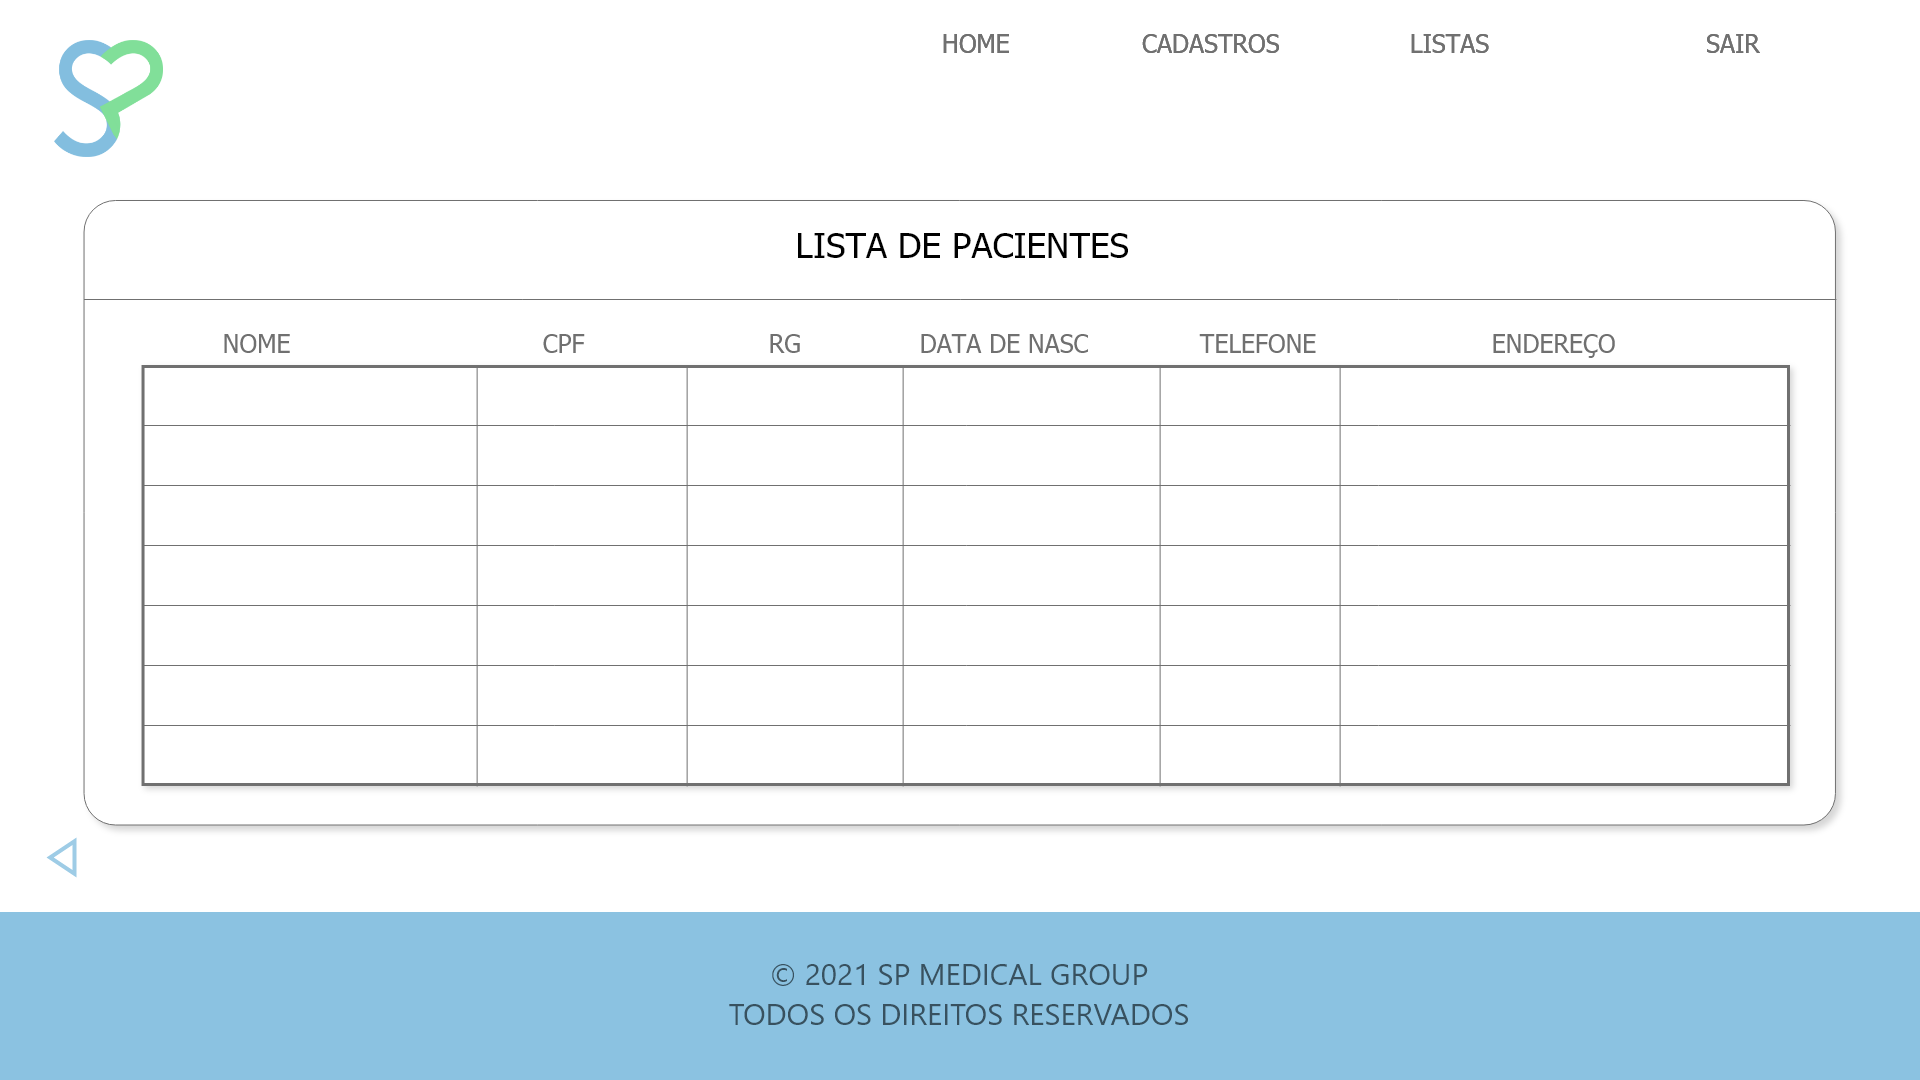 SP
HOME CADASTROS LISTAS SAIR
LISTA DE PACIENTES
NOME CPF RG DATA DE NASC TELEFONE ENDEREÇO
© 2021 SP MEDICAL GROUP
TODOS OS DIREITOS RESERVADOS